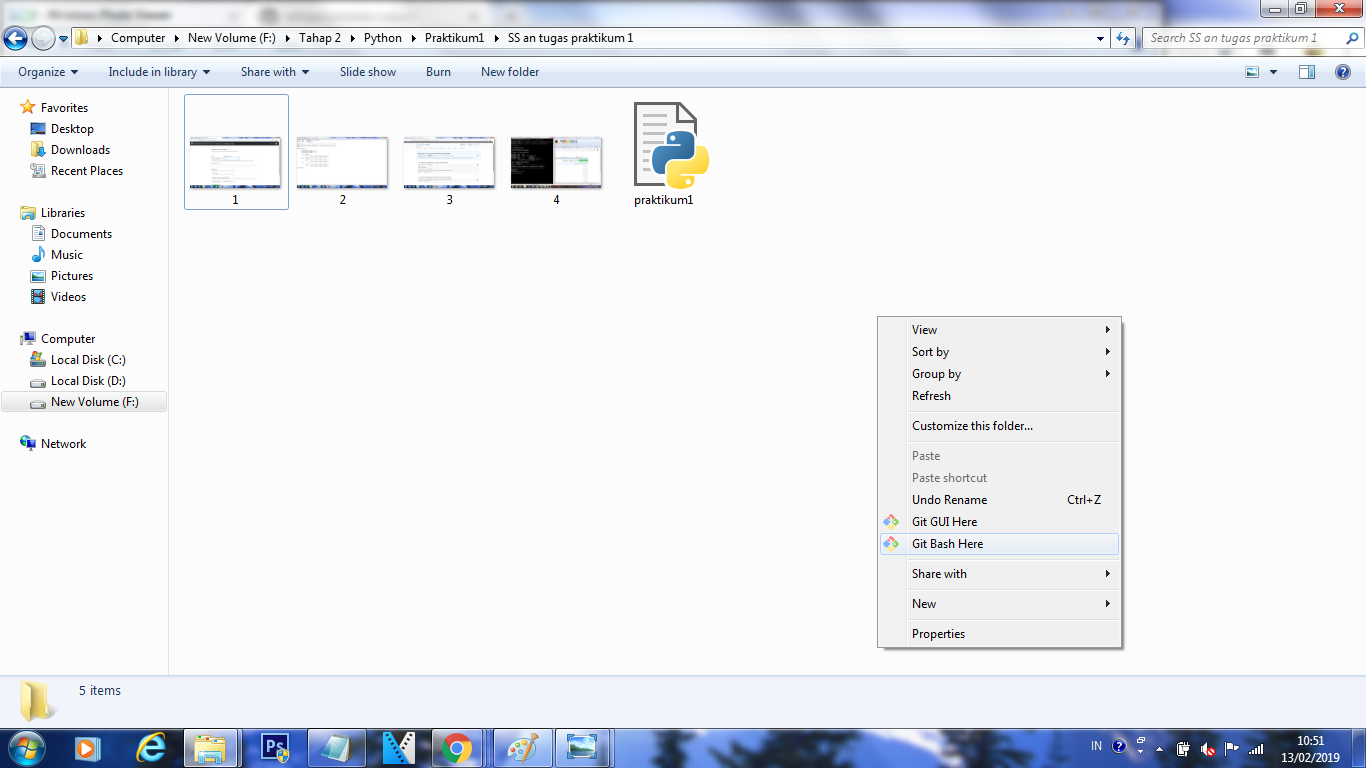 Windows Photo Viewer
Computer New Volume (F:) Tahap 2 Python Praktikum1 SS an tugas praktikum 1
Search SS an tugas praktikum 1
Organize Include in library Share with Slide show Burn New folder
Favorites
Desktop
Downloads
Recent Places
Libraries
Documents
Music
Pictures
Videos
Computer
Local Disk (C:)
Local Disk (D:)
New Volume (F:)
Network
1 2 3 4 praktikum1
View
Sort by
Group by
Refresh
Customize this folder...
Paste
Paste shortcut
Undo Rename Ctrl+Z
Git GUI Here
Git Bash Here
Share with
New
Properties
5 items
Ps
IN
10:51
13/02/2019